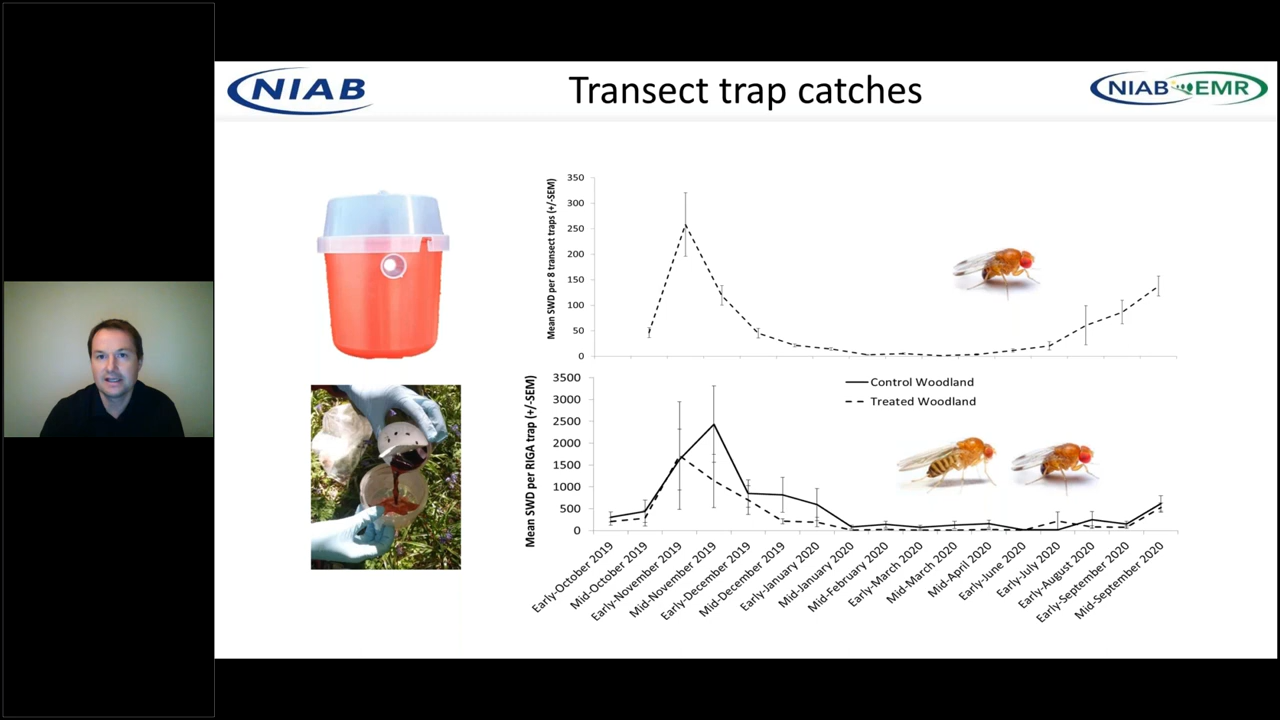 NIAB
Transect trap catches
NIAB EMR
Mean SWD per 8 transect traps (+/-SEM)
350
300
250
200
150
100
50
0
Mean SWD per RIGA trap (+/-SEM)
3500
3000
2500
2000
1500
1000
500
0
Control Woodland
Treated Woodland
Early-October 2019
Mid-October 2019
Early-November 2019
Mid-November 2019
Early-December 2019
Mid-December 2019
Early-January 2020
Mid-January 2020
Mid-February 2020
Early-March 2020
Mid-March 2020
Mid-April 2020
Early-June 2020
Early-July 2020
Early-August 2020
Early-September 2020
Mid-September 2020